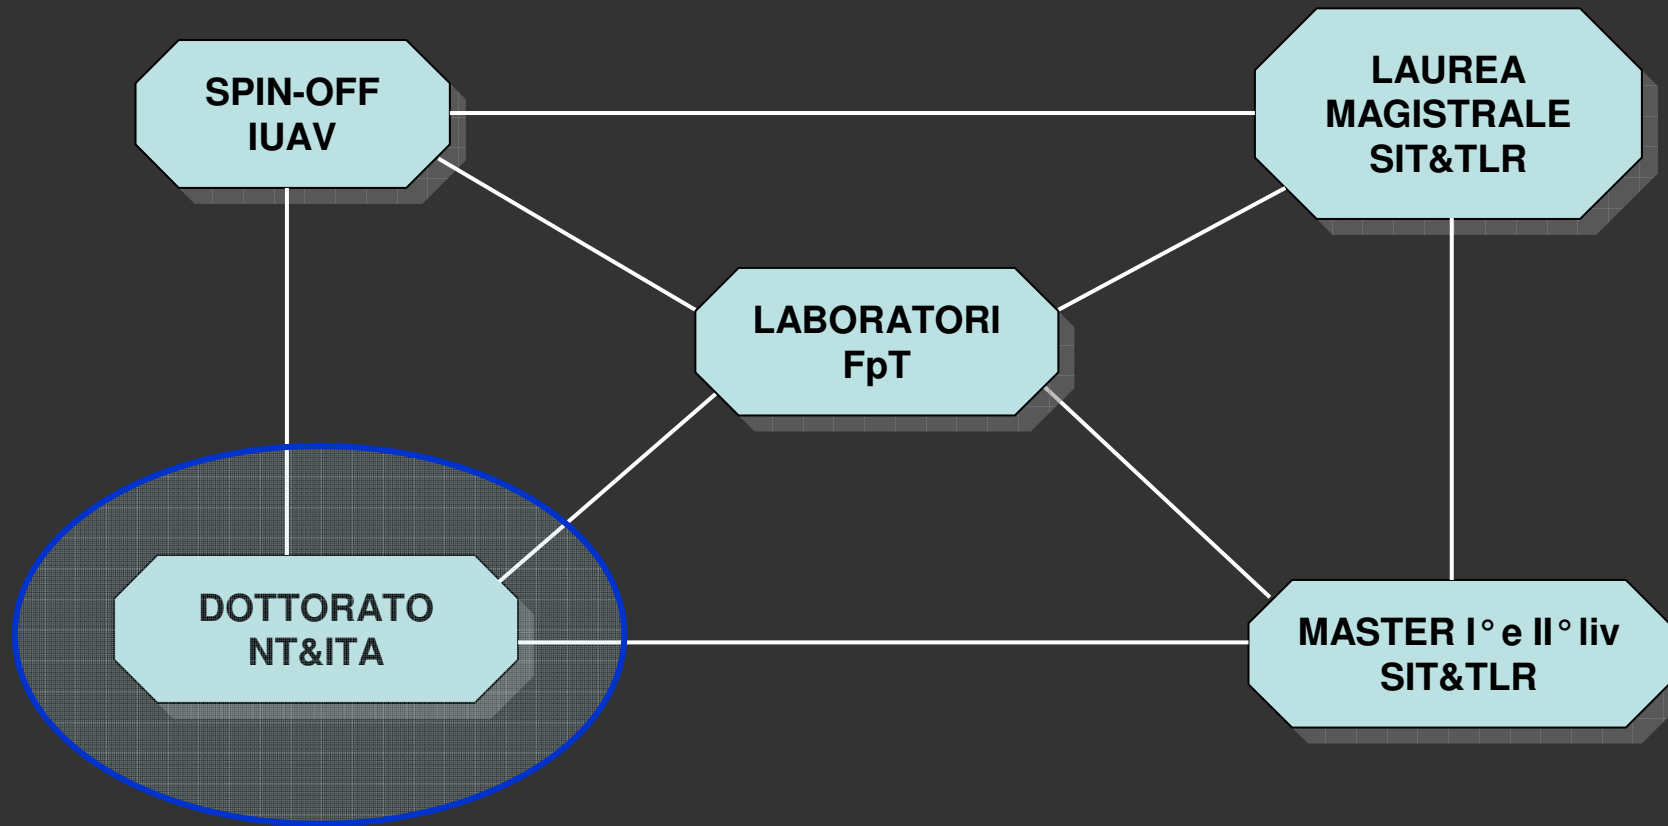 SPIN-OFF
IUAV
LAUREA
MAGISTRALE
SIT&TLR
LABORATORI
FpT
DOTTORATO
NT&ITA
MASTER I° e II° liv
SIT&TLR